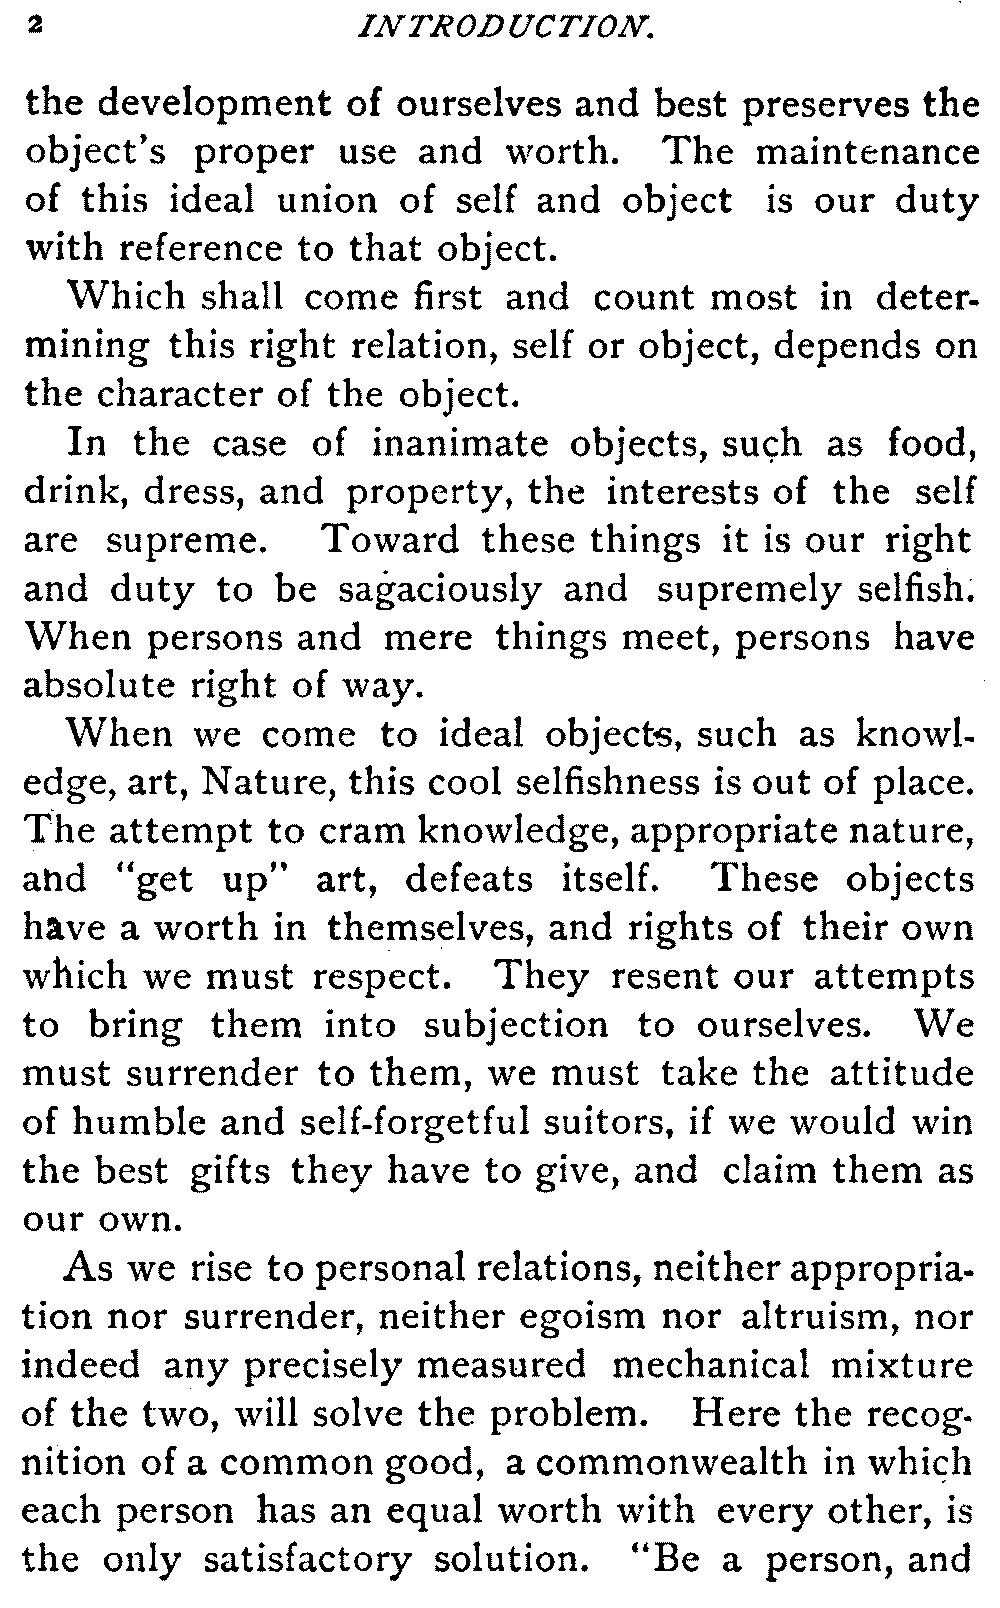 2 INTRODUCTION.
the development of ourselves and best preserves the
object's proper use and worth. The maintenance
of this ideal union of self and object is our duty
with reference to that object.
Which shall come first and count most in deter-
mining this right relation, self or object, depends on
the character of the object.
In the case of inanimate objects, such as food,
drink, dress, and property, the interests of the self
are supreme. Toward these things it is our right
and duty to be sagaciously and supremely selfish.
When persons and mere things meet, persons have
absolute right of way.
When we come to ideal objects, such as knowl-
edge, art, Nature, this cool selfishness is out of place.
The attempt to cram knowledge, appropriate nature,
and "get up" art, defeats itself. These objects
have a worth in themselves, and rights of their own
which we must respect. They resent our attempts
to bring them into subjection to ourselves. We
must surrender to them, we must take the attitude
of humble and self-forgetful suitors, if we would win
the best gifts they have to give, and claim them as
our own.
As we rise to personal relations, neither appropria-
tion nor surrender, neither egoism nor altruism, nor
indeed any precisely measured mechanical mixture
of the two, will solve the problem. Here the recog-
nition of a common good, a commonwealth in which
each person has an equal worth with every other, is
the only satisfactory solution. "Be a person, and